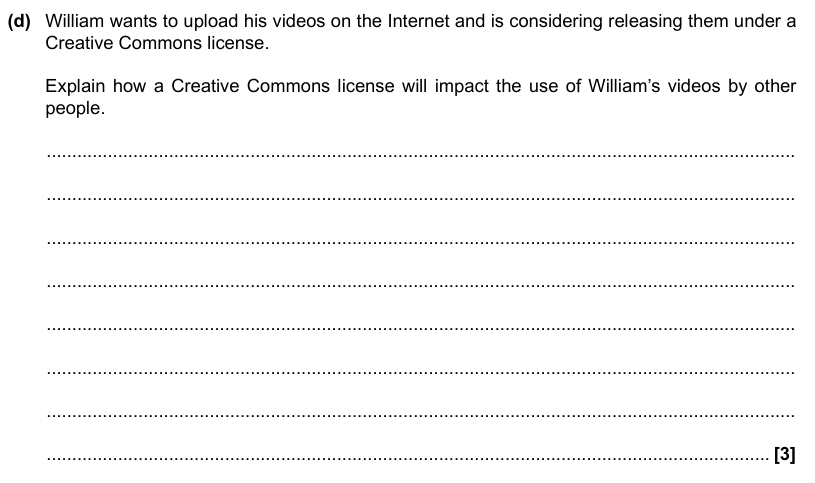 (d) William wants to upload his videos on the Internet and is considering releasing them under a
Creative Commons license.
Explain how a Creative Commons license will impact the use of William's videos by other
people.
..........................................................................................................................................
..........................................................................................................................................
..........................................................................................................................................
..........................................................................................................................................
..........................................................................................................................................
..........................................................................................................................................
..........................................................................................................................................
..................................................................................................................................... [3]